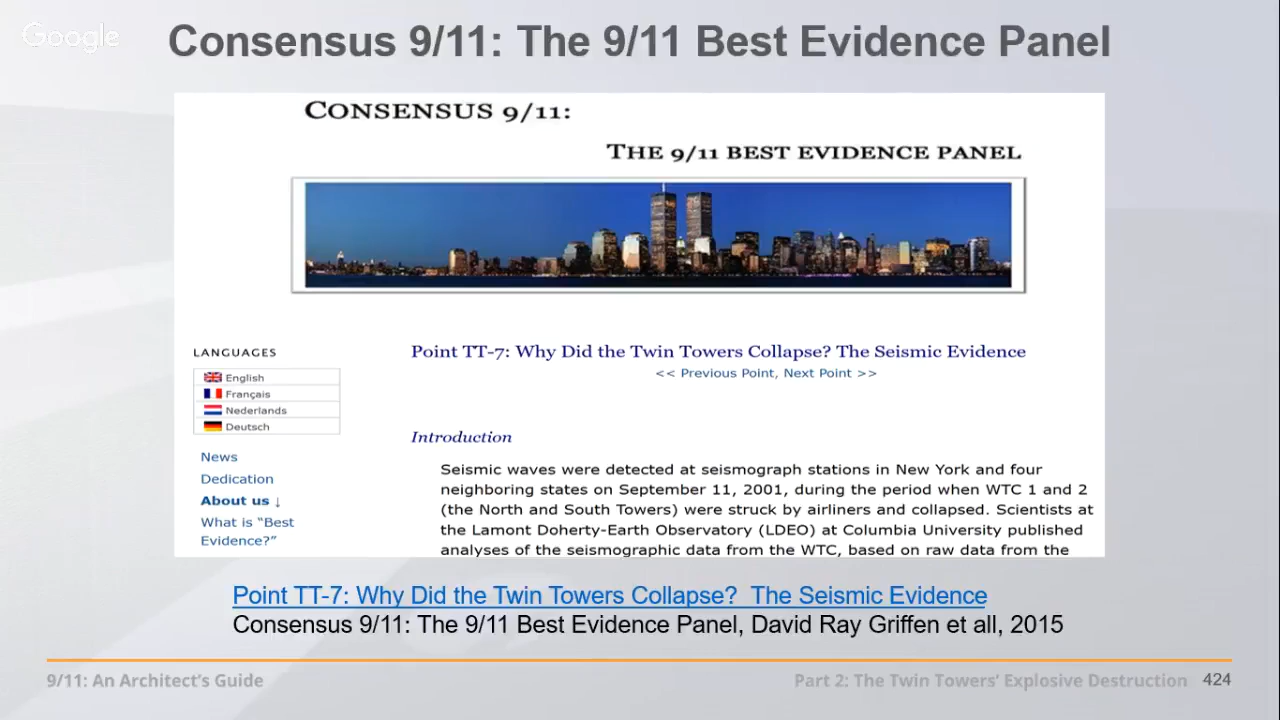 Google
Consensus 9/11: The 9/11 Best Evidence Panel
CONSENSUS 9/11:
THE 9/11 BEST EVIDENCE PANEL
LANGUAGES
English
Français
Nederlands
Deutsch
News
Dedication
About us ↓
What is “Best
Evidence?”
Point TT-7: Why Did the Twin Towers Collapse? The Seismic Evidence
<< Previous Point, Next Point >>
Introduction
Seismic waves were detected at seismograph stations in New York and four
neighboring states on September 11, 2001, during the period when WTC 1 and 2
(the North and South Towers) were struck by airliners and collapsed. Scientists at
the Lamont Doherty-Earth Observatory (LDEO) at Columbia University published
analyses of the seismographic data from the WTC, based on raw data from the
Point TT-7: Why Did the Twin Towers Collapse?  The Seismic Evidence
Consensus 9/11: The 9/11 Best Evidence Panel, David Ray Griffen et all, 2015
9/11: An Architect's Guide
Part 2: The Twin Towers' Explosive Destruction 424